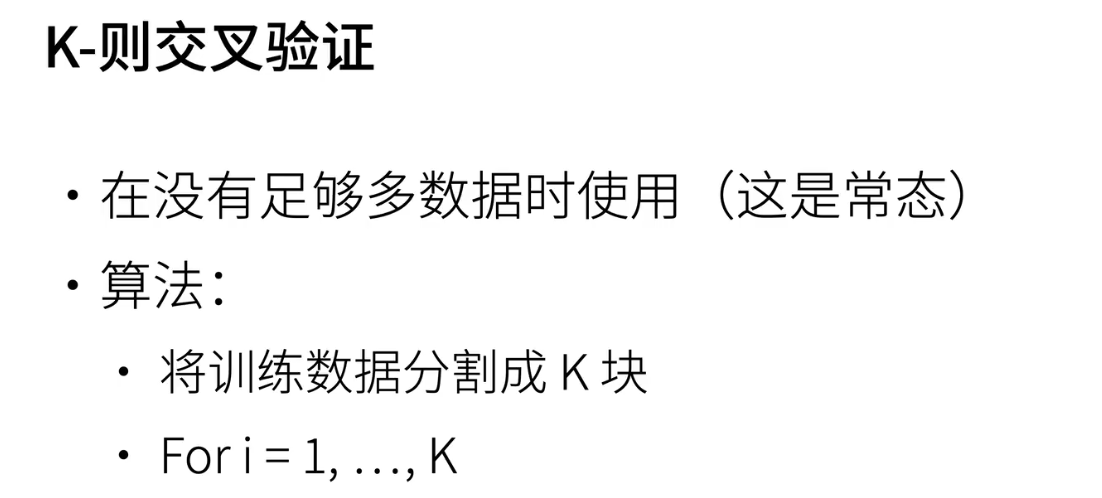 K-则交叉验证
• 在没有足够多数据时使用（这是常态）
• 算法：
• 将训练数据分割成 K 块
• For i = 1, …, K